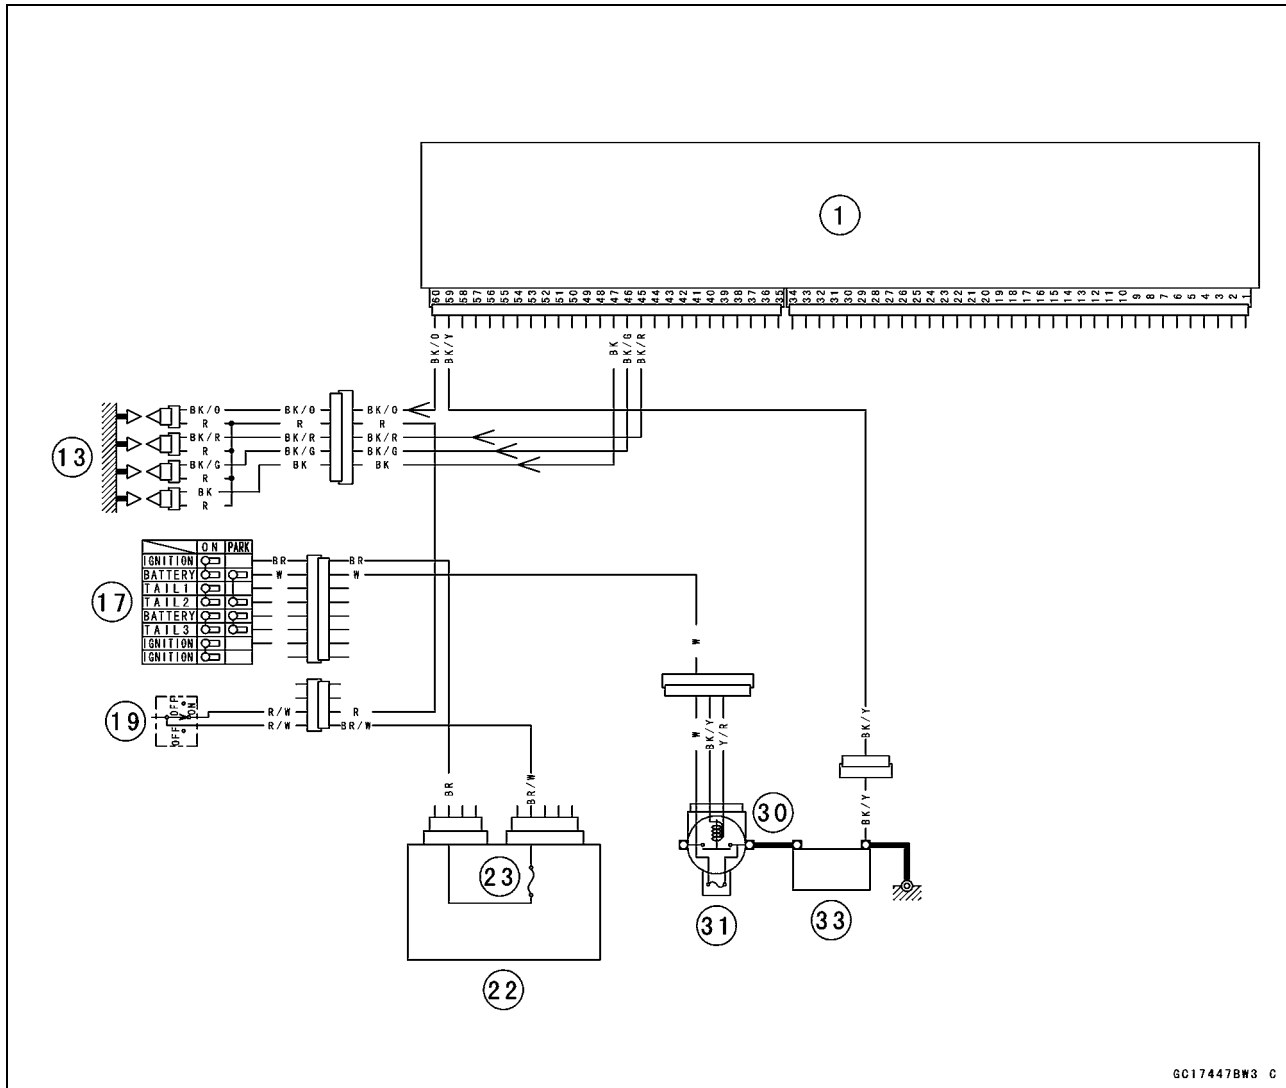 1
60 59 58 57 56 55 54 53 52 51 50 49 48 47 46 45 44 43 42 41 40 39 38 37 36 35 34 33 32 31 30 29 28 27 26 25 24 23 22 21 20 19 18 17 16 15 14 13 12 11 10 9 8 7 6 5 4 3 2 1
BK/O BK/Y BK BK/G BK/R
BK/O BK/O BK/O
R R R
BK/R BK/R BK/R
R BK/G BK/G
BK/G BK BK
R
BK
R
13
ON PARK
IGNITION BR BR
BATTERY W W
TAIL1
TAIL2
BATTERY
TAIL3
IGNITION
IGNITION
17
W
OFF ON
OFF
19
R/W R
R/W BR/W
W BK/Y Y/R
BK/Y
BR BR/W
BK/Y
30
23
31
33
22
GC17447BW3 C